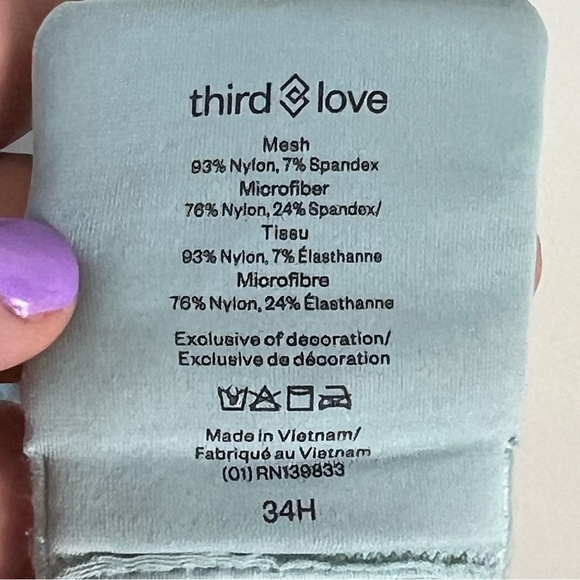 third love
Mesh
93% Nylon, 7% Spandex
Microfiber
76% Nylon, 24% Spandex/
Tissu
93% Nylon, 7% Élasthanne
Microfibre
76% Nylon, 24% Élasthanne
Exclusive of decoration/
Exclusive de décoration
Made in Vietnam/
Fabriqué au Vietnam
(01) RN139833
34H